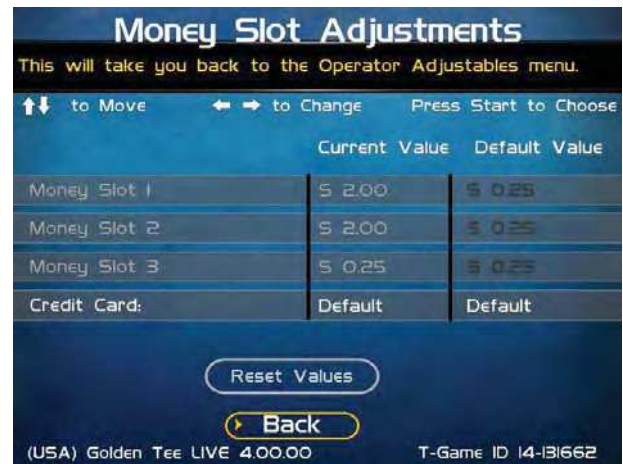 Money Slot Adjustments
This will take you back to the Operator Adjustables menu.
to Move to Change Press Start to Choose
Current Value Default Value
Money Slot 1 $ 2.00 $ 0.25
Money Slot 2 $ 2.00 $ 0.25
Money Slot 3 $ 0.25 $ 0.25
Credit Card: Default Default
Reset Values
Back
(USA) Golden Tee LIVE 4.00.00 T-Game ID 14-131662